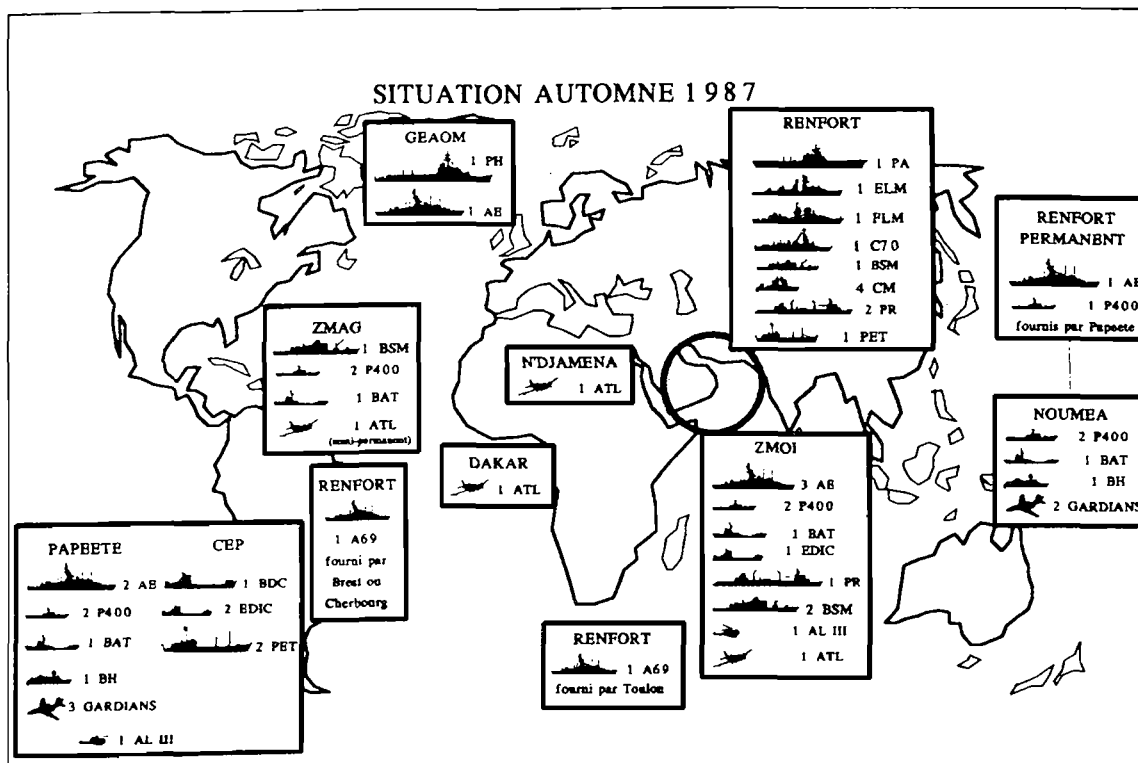 SITUATION AUTOMNE 1987
GEAOM
1 PH
1 AE
RENFORT
1 PA
1 ELM
1 FLM
1 C70
1 BSM
4 CM
2 PR
1 PET
RENFORT
PERMANENT
1 AE
1 P400
fournis par Papeete
ZMAG
1 BSM
2 P400
1 BAT
1 ATL
(semi-permanent)
N'DJAMENA
1 ATL
DAKAR
1 ATL
RENFORT
1 A69
fourni par
Brest ou
Cherbourg
ZMOI
3 AE
2 P400
1 BAT
1 EDIC
1 PR
2 BSM
1 AL III
1 ATL
NOUMEA
2 P400
1 BAT
1 BH
2 GARDIANS
PAPEETE
2 AE
2 P400
1 BAT
1 BH
3 GARDIANS
1 AL III
CEP
1 BDC
2 EDIC
2 PET
RENFORT
1 A69
fourni par Toulon